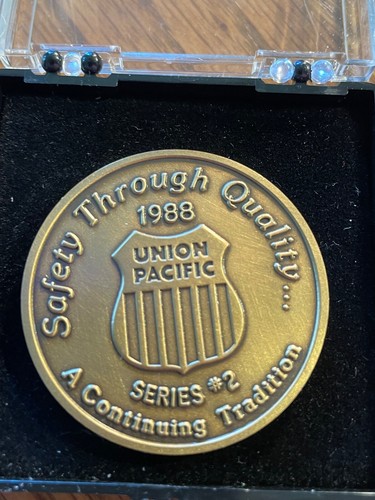 Safety Through Quality...
1988
UNION
PACIFIC
SERIES #2
A Continuing Tradition